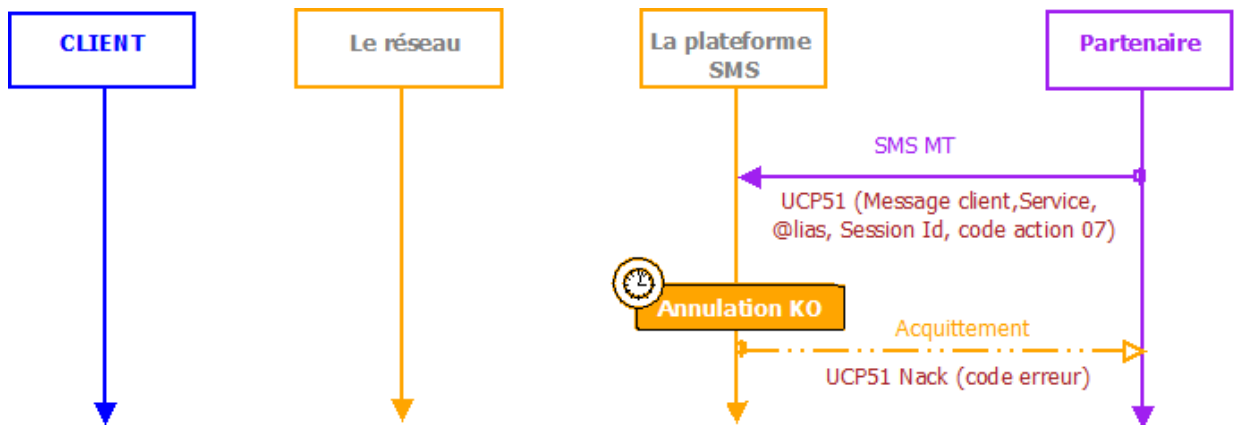 CLIENT
Le réseau
La plateforme
SMS
Partenaire
SMS MT
UCP51 (Message client,Service,
@lias, Session Id, code action 07)
Annulation KO
Acquittement
UCP51 Nack (code erreur)